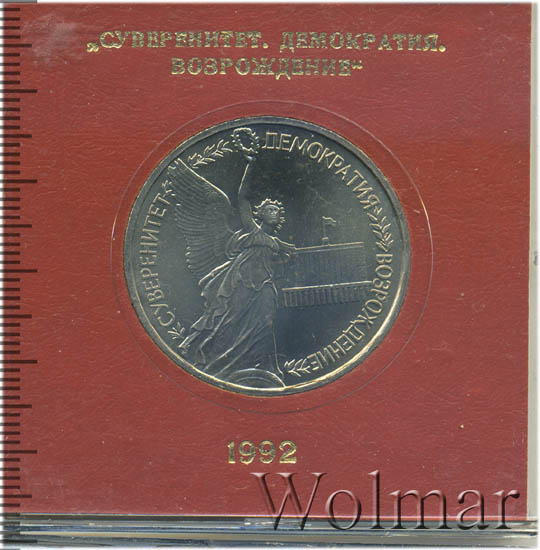 „СУВЕРЕНИТЕТ. ДЕМОКРАТИЯ.
ВОЗРОЖДЕНИЕ“
СУВЕРЕНИТЕТ
ДЕМОКРАТИЯ
ВОЗРОЖДЕНИЕ
1992
Wolmar